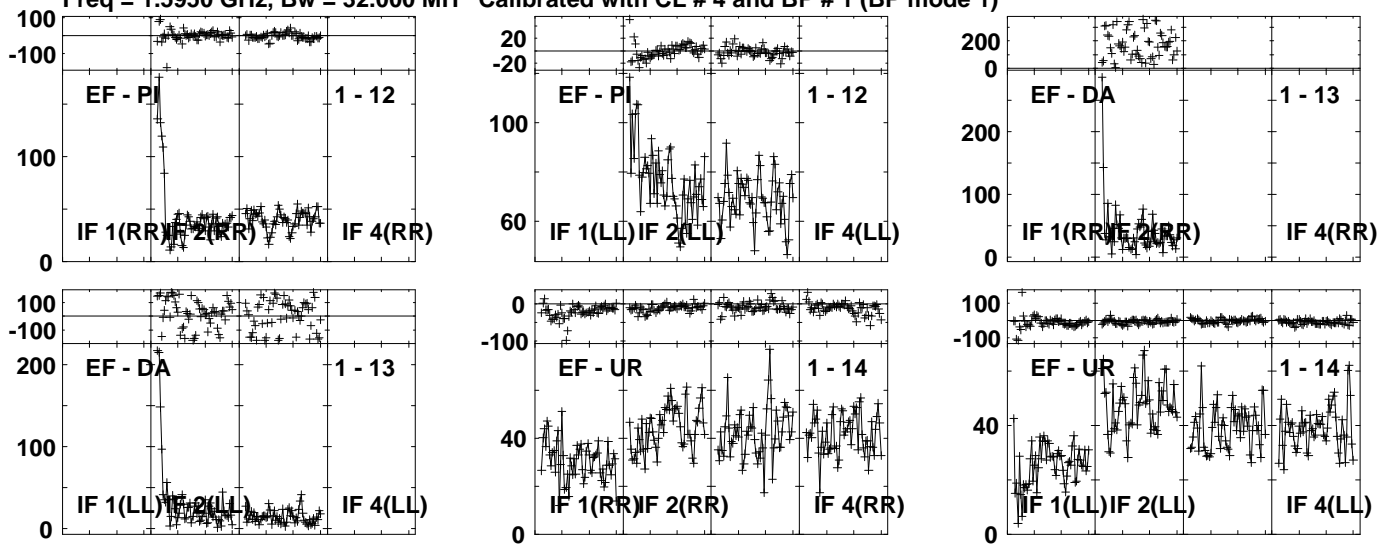 Freq = 1.5950 GHz, Bw = 32.000 MH Calibrated with CL # 4 and BP # 1 (BP mode 1)
100
-100
EF - PI 1 - 12
100
0
IF 1(RR) IF 2(RR) IF 4(RR)
20
-20
EF - PI 1 - 12
100
60
IF 1(LL) IF 2(LL) IF 4(LL)
200
0
EF - DA 1 - 13
300
200
100
0
IF 1(RR) IF 2(RR) IF 4(RR)
100
-100
EF - DA 1 - 13
200
100
0
IF 1(LL) IF 2(LL) IF 4(LL)
0
-100
EF - UR 1 - 14
40
0
IF 1(RR) IF 2(RR) IF 4(RR)
100
-100
EF - UR 1 - 14
40
0
IF 1(LL) IF 2(LL) IF 4(LL)